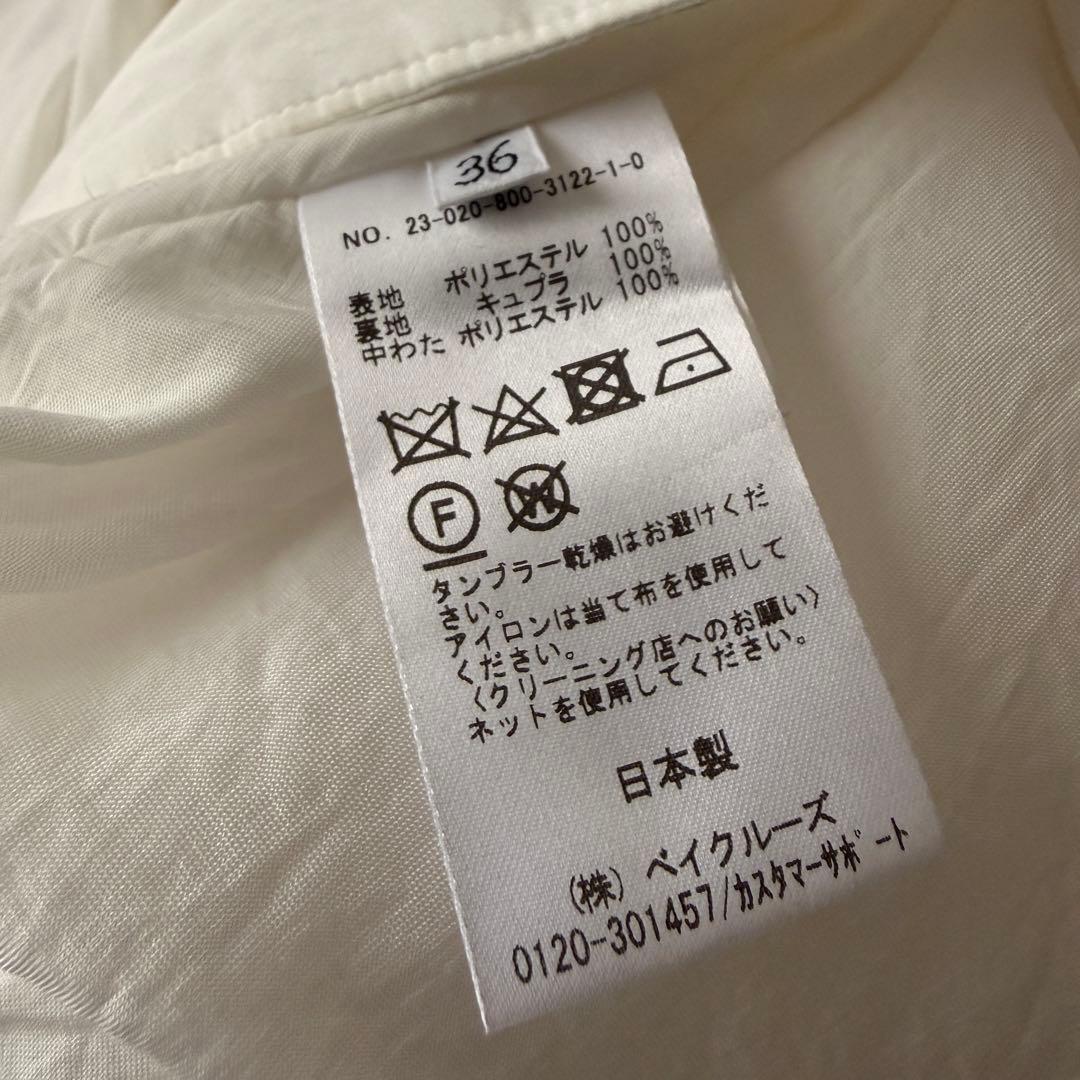 36
NO. 23-020-800-3122-1-0
表地 ポリエステル 100%
裏地 キュプラ 100%
中わた ポリエステル 100%
F
W
タンブラー乾燥はお避けくだ
さい。
アイロンは当て布を使用して
ください。
〈クリーニング店へのお願い〉
ネットを使用してください。
日本製
(株) ベイクルーズ
0120-301457/カスタマーサポート